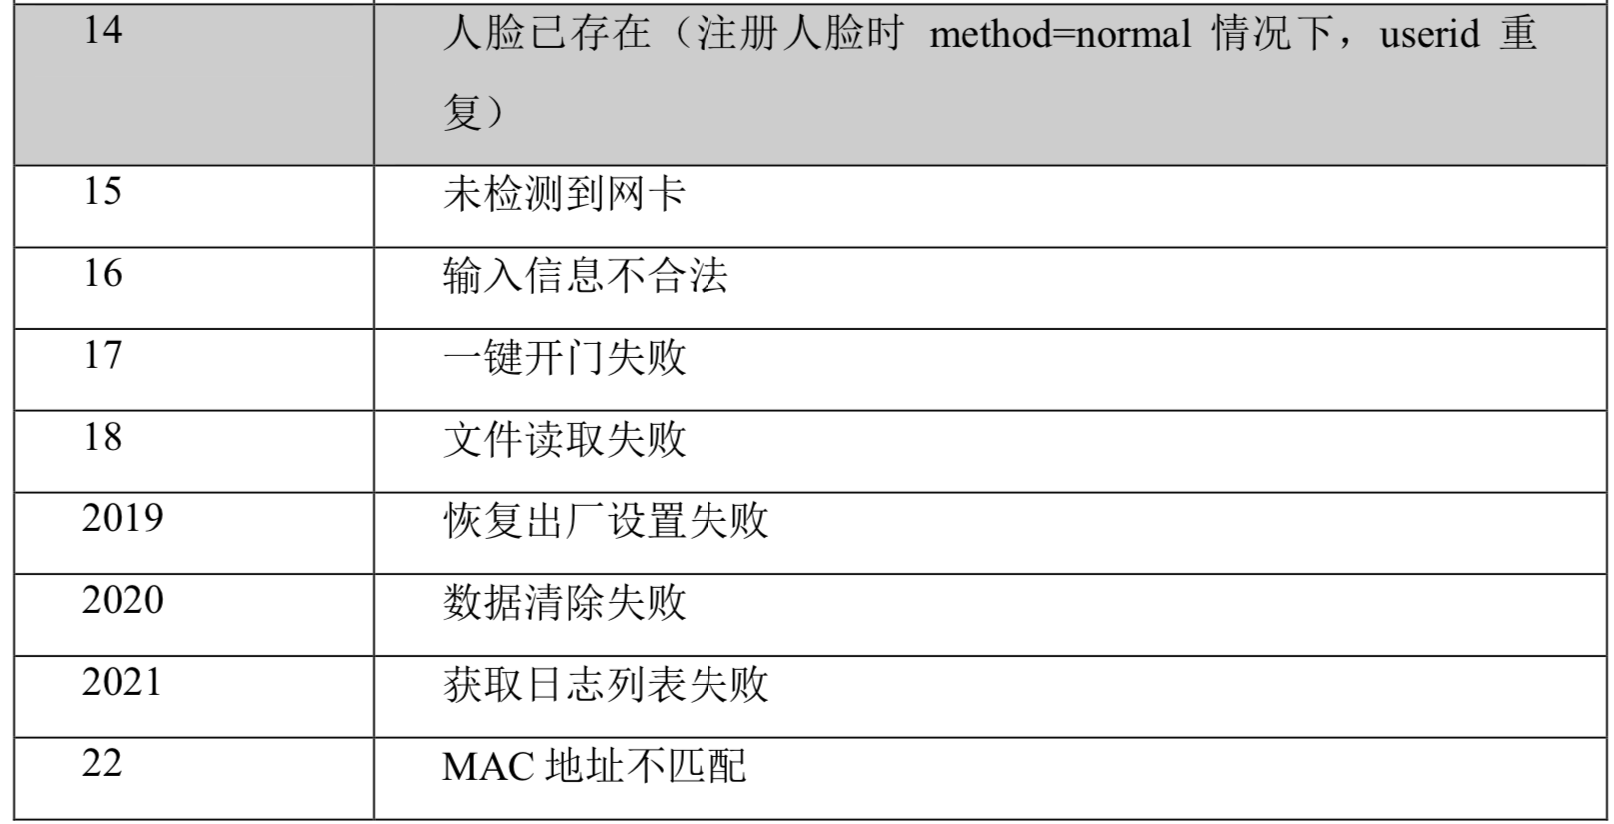 14 人脸已存在（注册人脸时 method=normal 情况下，userid 重
复）
15 未检测到网卡
16 输入信息不合法
17 一键开门失败
18 文件读取失败
2019 恢复出厂设置失败
2020 数据清除失败
2021 获取日志列表失败
22 MAC 地址不匹配